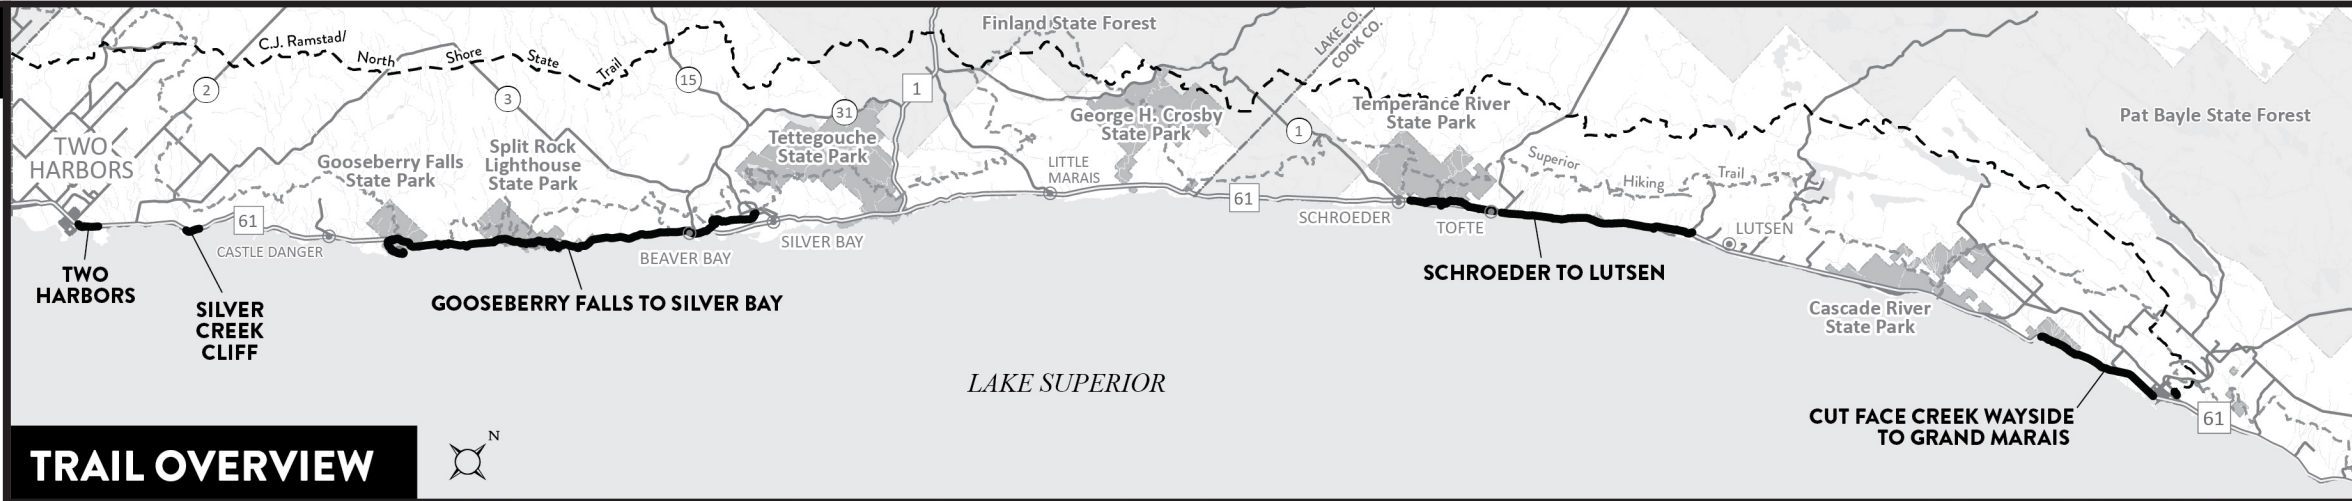 Finland State Forest
LAKE CO.
COOK CO.
C.J. Ramstad/
North
Shore
State
Trail
2
3
15
31
1
1
Pat Bayle State Forest
TWO
HARBORS
Gooseberry Falls
State Park
Split Rock
Lighthouse
State Park
Tettegouche
State Park
George H. Crosby
State Park
Temperance River
State Park
LITTLE
MARAIS
Superior
Hiking
Trail
61
61
CASTLE DANGER
BEAVER BAY
SILVER BAY
SCHROEDER
TOFTE
LUTSEN
TWO
HARBORS
SILVER
CREEK
CLIFF
GOOSEBERRY FALLS TO SILVER BAY
SCHROEDER TO LUTSEN
Cascade River
State Park
LAKE SUPERIOR
CUT FACE CREEK WAYSIDE
TO GRAND MARAIS
61
TRAIL OVERVIEW
N